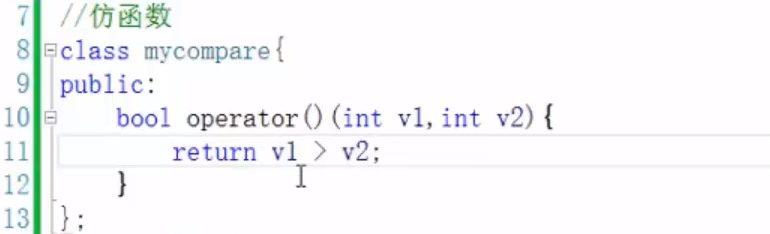 7 //仿函数
8 class mycompare{
9 public:
10 bool operator()(int v1,int v2){
11 return v1 > v2;
12 }
13 };